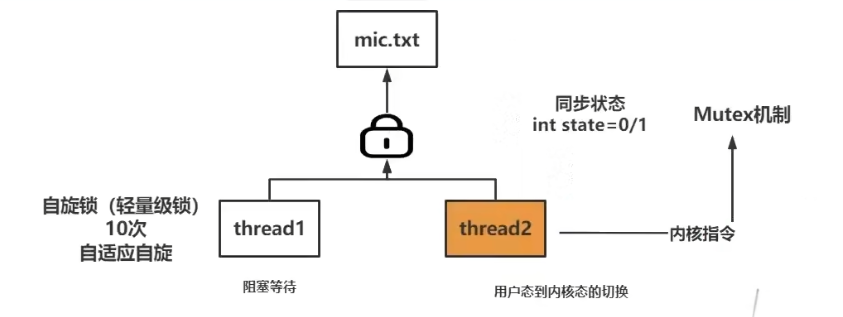 mic.txt
同步状态
int state=0/1
Mutex机制
自旋锁（轻量级锁）
10次
自适应自旋
thread1
thread2
内核指令
阻塞等待
用户态到内核态的切换